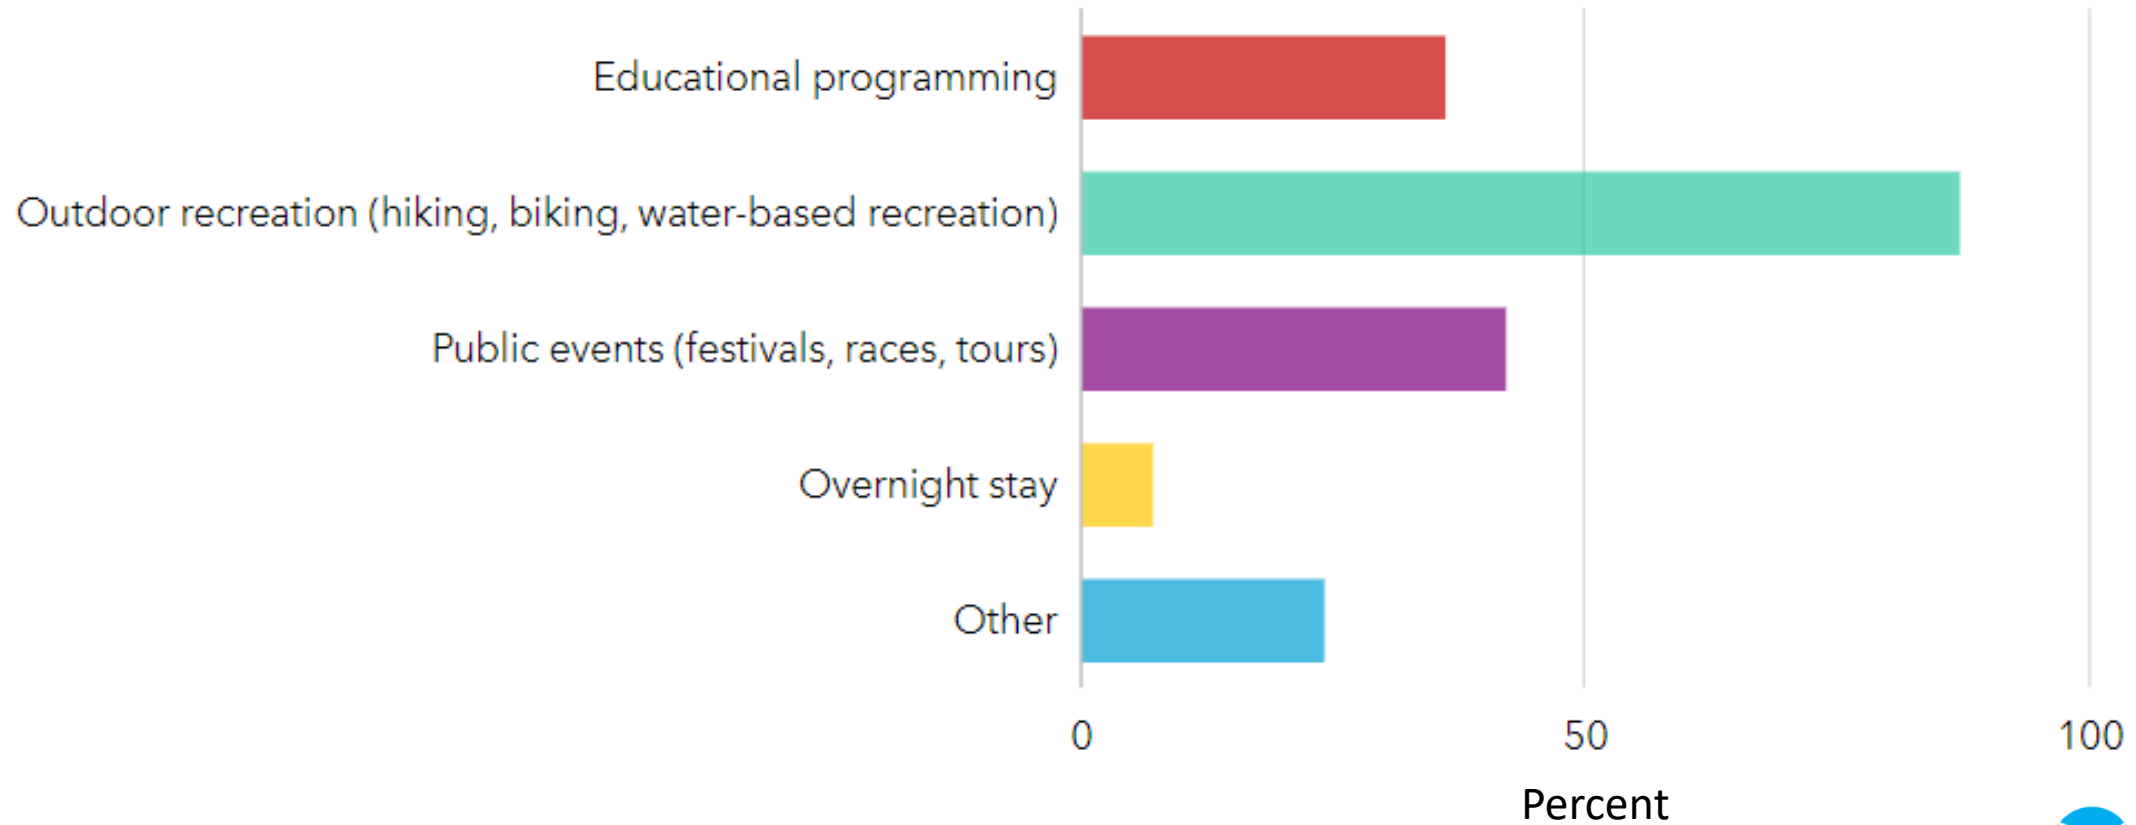 Educational programming
Outdoor recreation (hiking, biking, water-based recreation)
Public events (festivals, races, tours)
Overnight stay
Other
0 50 100
Percent